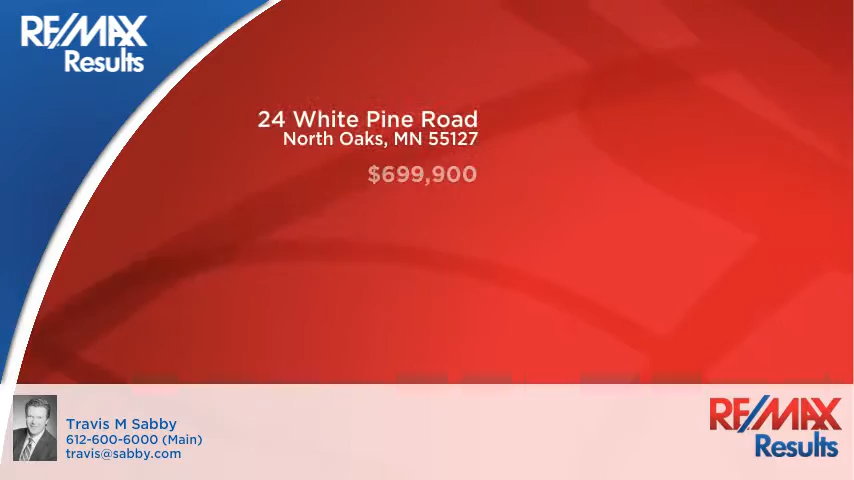 RE/MAX
Results
24 White Pine Road
North Oaks, MN 55127
$699,900
Travis M Sabby
612-600-6000 (Main)
travis@sabby.com
RE/MAX
Results